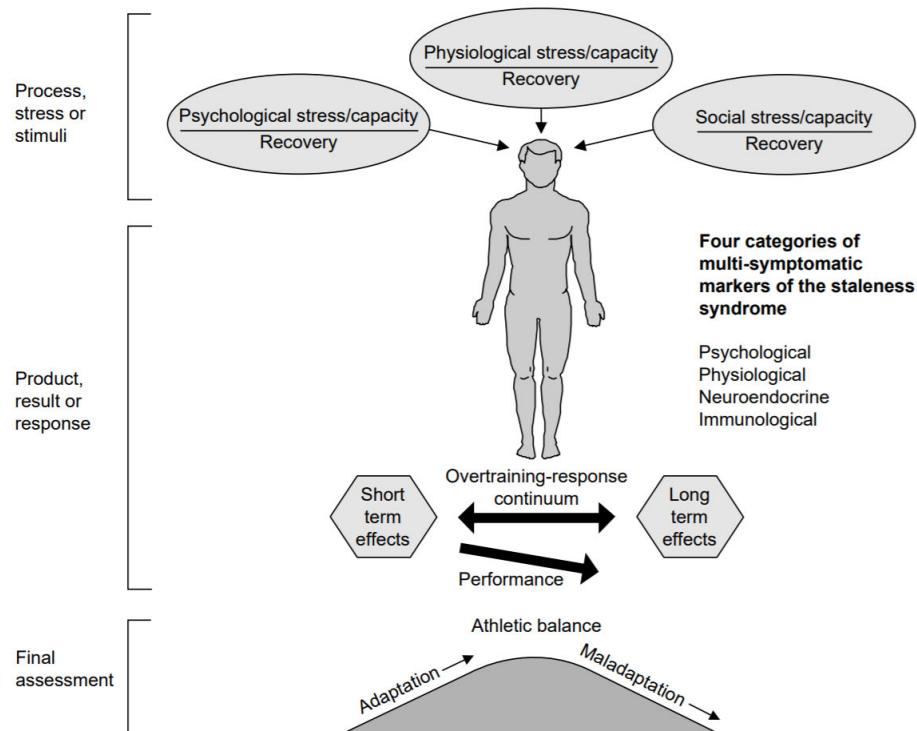 Process,
stress or
stimuli
Physiological stress/capacity
Recovery
Psychological stress/capacity
Recovery
Social stress/capacity
Recovery
Four categories of
multi-symptomatic
markers of the staleness
syndrome
Psychological
Physiological
Neuroendocrine
Immunological
Product,
result or
response
Overtraining-response
continuum
Short
term
effects
Long
term
effects
Performance
Final
assessment
Athletic balance
Adaptation
Maladaptation